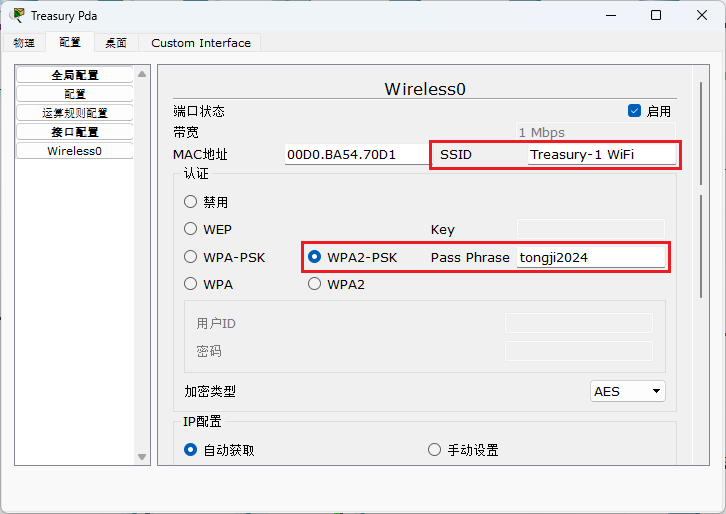 Treasury Pda
物理 配置 桌面 Custom Interface
全局配置
配置
运算规则配置
接口配置
Wireless0
Wireless0
端口状态 启用
带宽 1 Mbps
MAC地址 00D0.BA54.70D1 SSID Treasury-1 WiFi
认证
禁用
WEP Key
WPA-PSK WPA2-PSK Pass Phrase tongji2024
WPA WPA2
用户ID
密码
加密类型 AES
IP配置
自动获取 手动设置